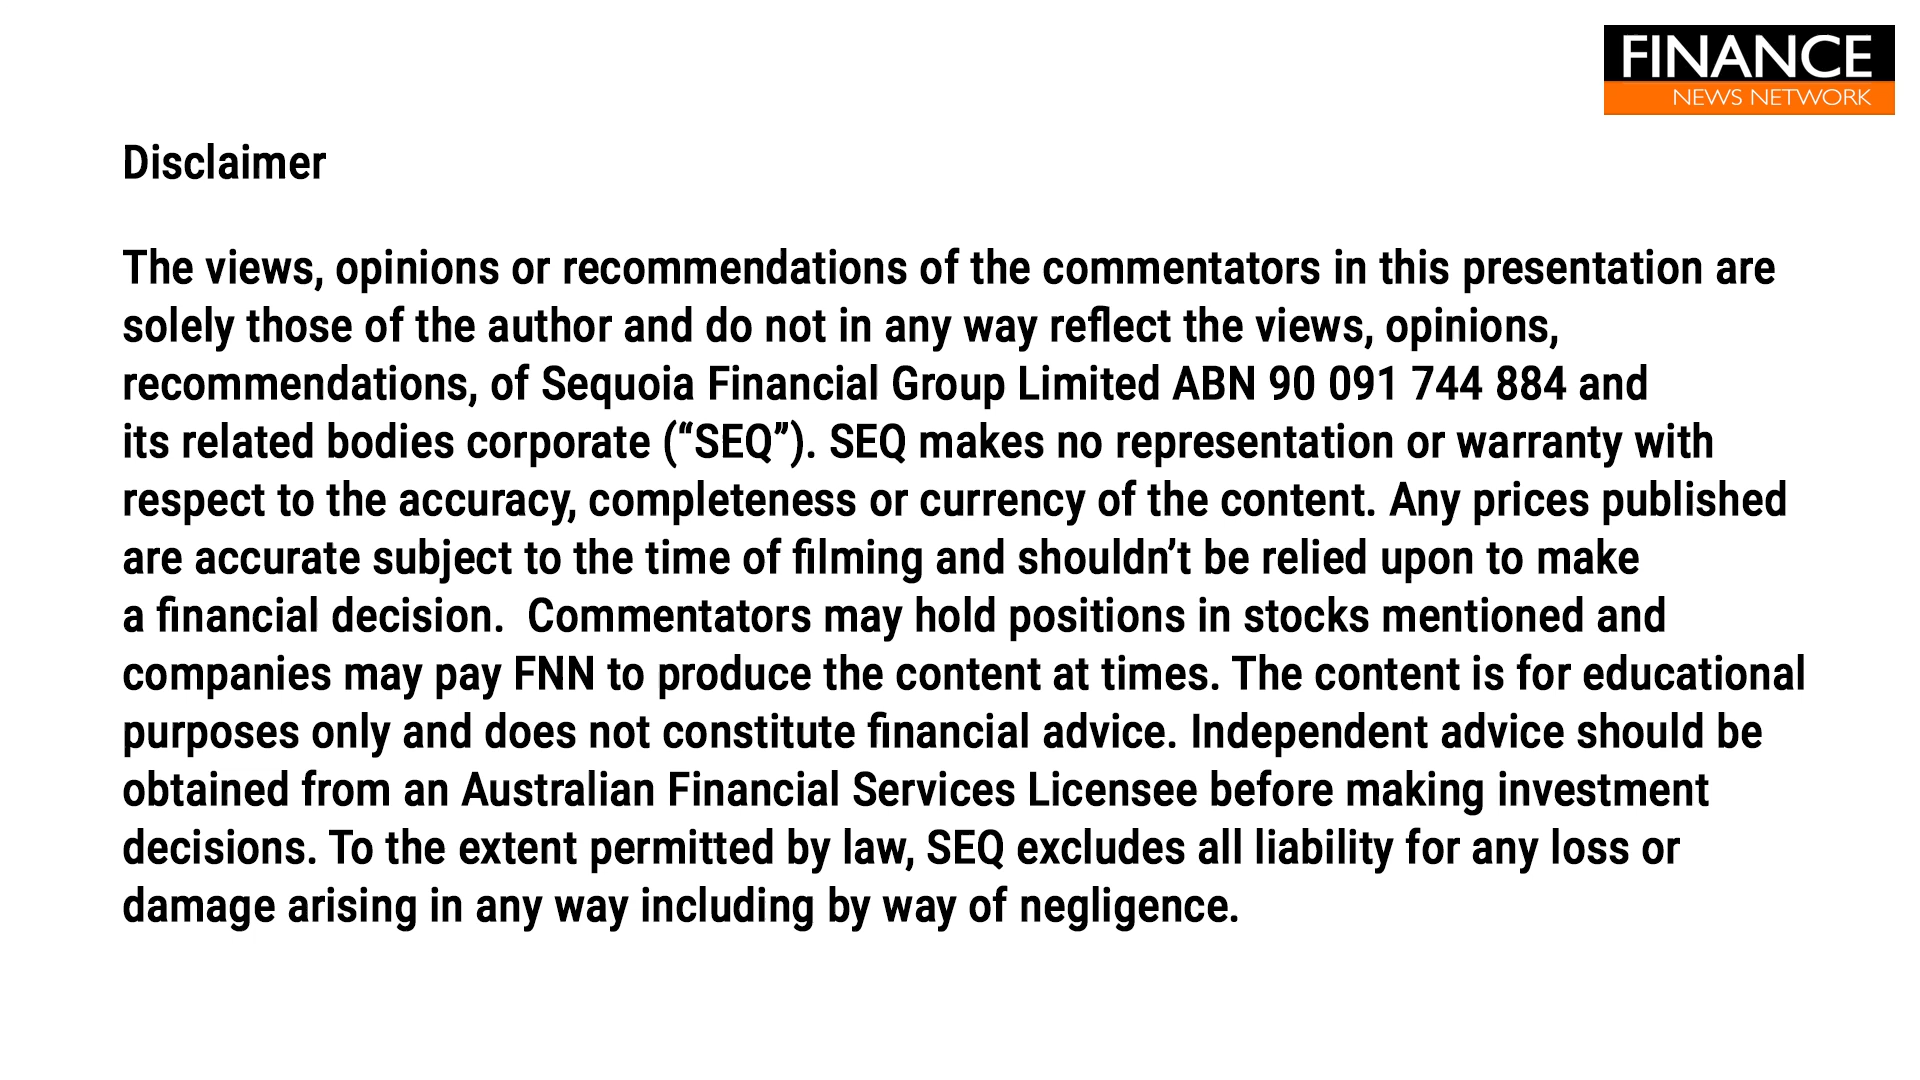 FINANCE
NEWS NETWORK
Disclaimer
The views, opinions or recommendations of the commentators in this presentation are
solely those of the author and do not in any way reflect the views, opinions,
recommendations, of Sequoia Financial Group Limited ABN 90 091 744 884 and
its related bodies corporate (“SEQ”). SEQ makes no representation or warranty with
respect to the accuracy, completeness or currency of the content. Any prices published
are accurate subject to the time of filming and shouldn’t be relied upon to make
a financial decision.  Commentators may hold positions in stocks mentioned and
companies may pay FNN to produce the content at times. The content is for educational
purposes only and does not constitute financial advice. Independent advice should be
obtained from an Australian Financial Services Licensee before making investment
decisions. To the extent permitted by law, SEQ excludes all liability for any loss or
damage arising in any way including by way of negligence.